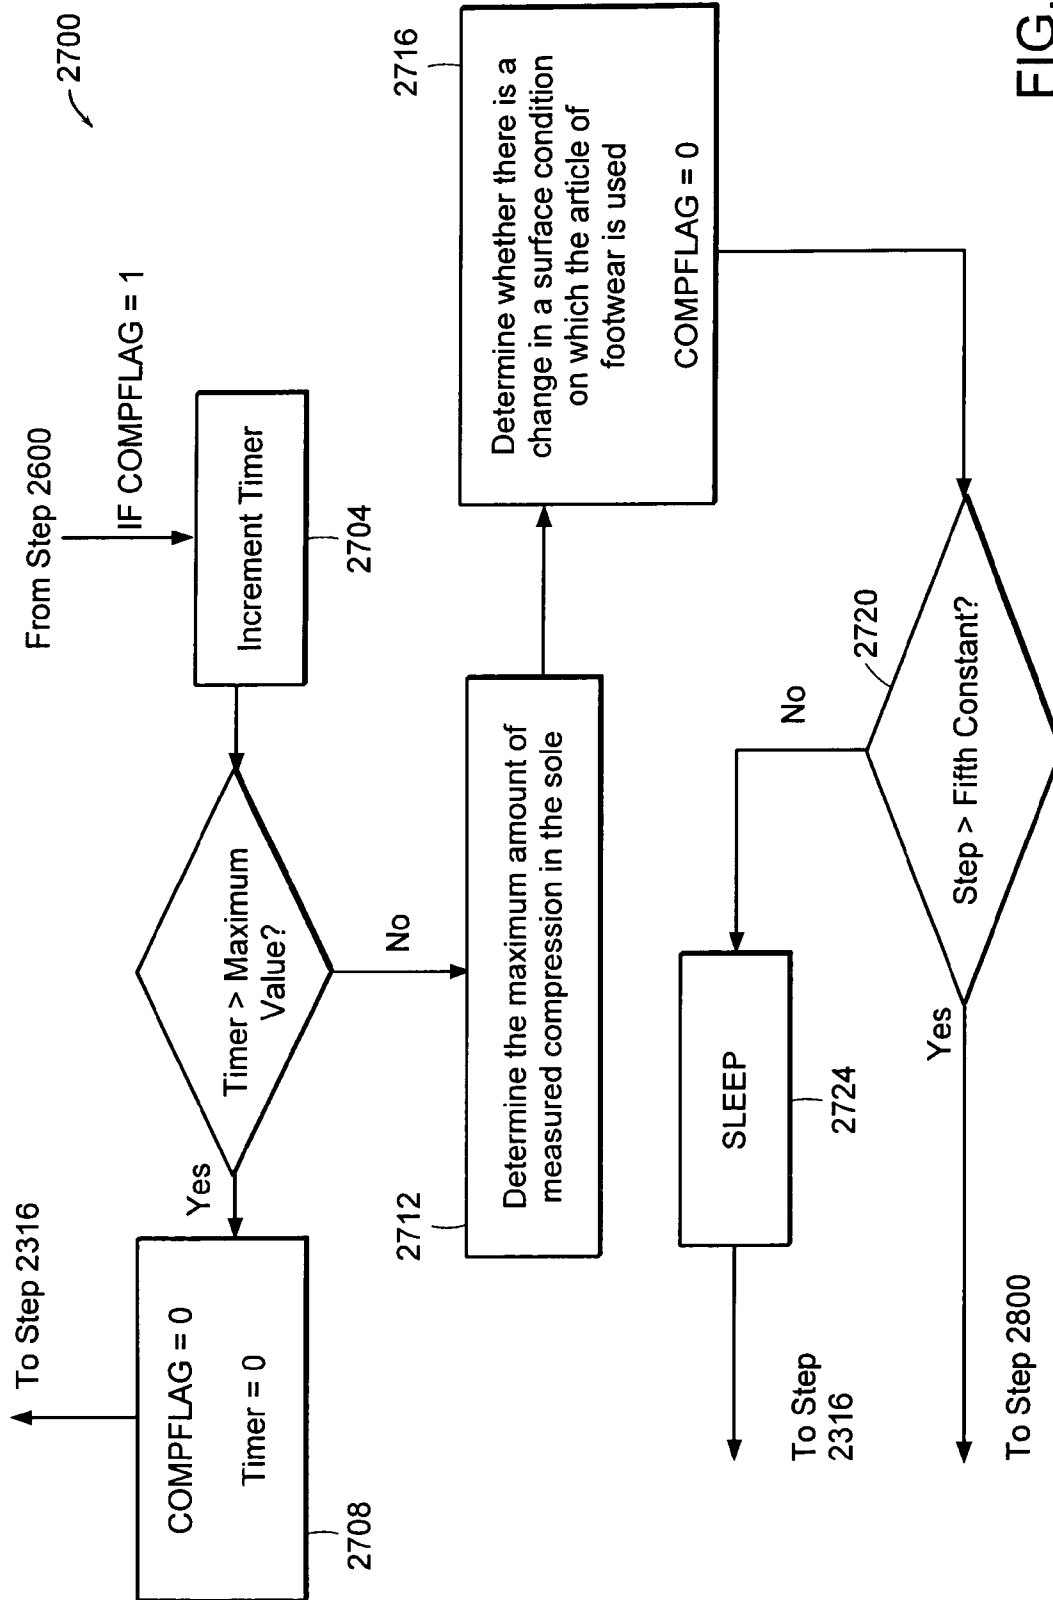 2700
From Step 2600
IF COMPFLAG = 1
Increment Timer
2704
Timer > Maximum
Value?
Yes
No
To Step 2316
COMPFLAG = 0
Timer = 0
2708
2712
Determine the maximum amount of
measured compression in the sole
2716
Determine whether there is a
change in a surface condition
on which the article of
footwear is used
COMPFLAG = 0
2720
Step > Fifth Constant?
No
Yes
SLEEP
2724
To Step
2316
To Step 2800
FIG.